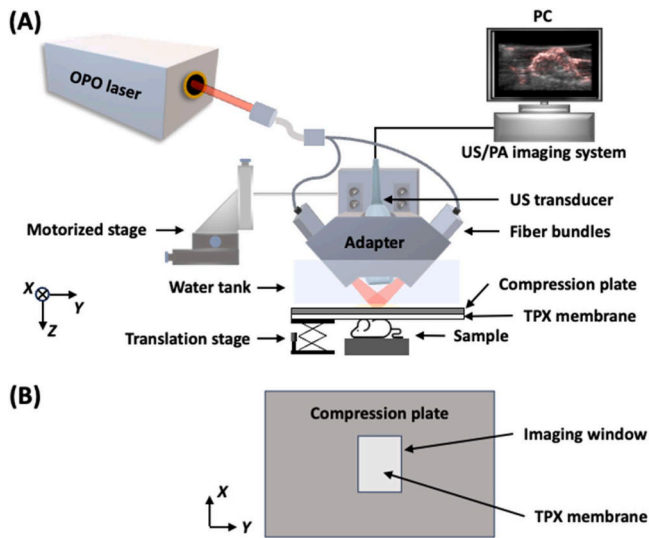 (A)
PC
OPO laser
US/PA imaging system
US transducer
Motorized stage
Fiber bundles
Adapter
Water tank
Compression plate
X
Y
Z
TPX membrane
Translation stage
Sample
(B)
Compression plate
Imaging window
X
Y
TPX membrane